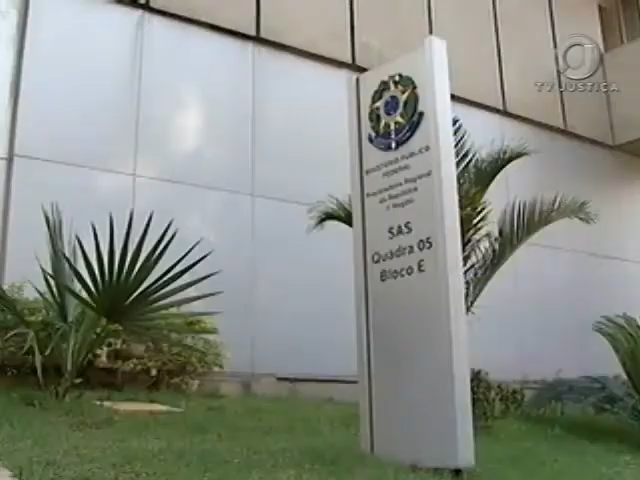 TV JUSTIÇA
MINISTÉRIO PÚBLICO
FEDERAL
Procuradoria Regional
da República
1ª Região
SAS
Quadra 05
Bloco E